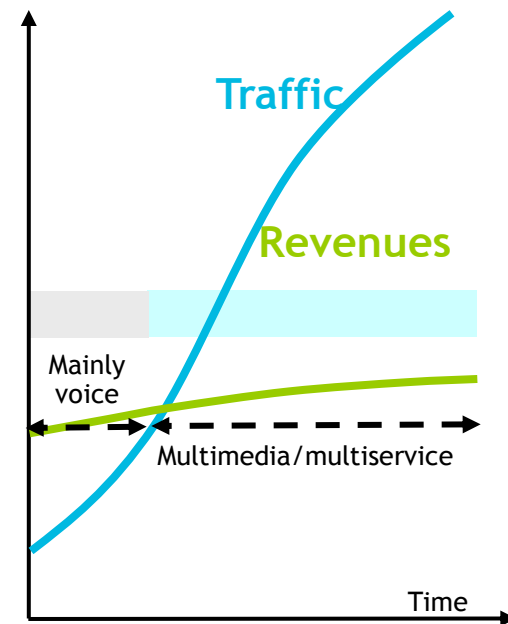 Traffic
Revenues
Mainly
voice
Multimedia/multiservice
Time